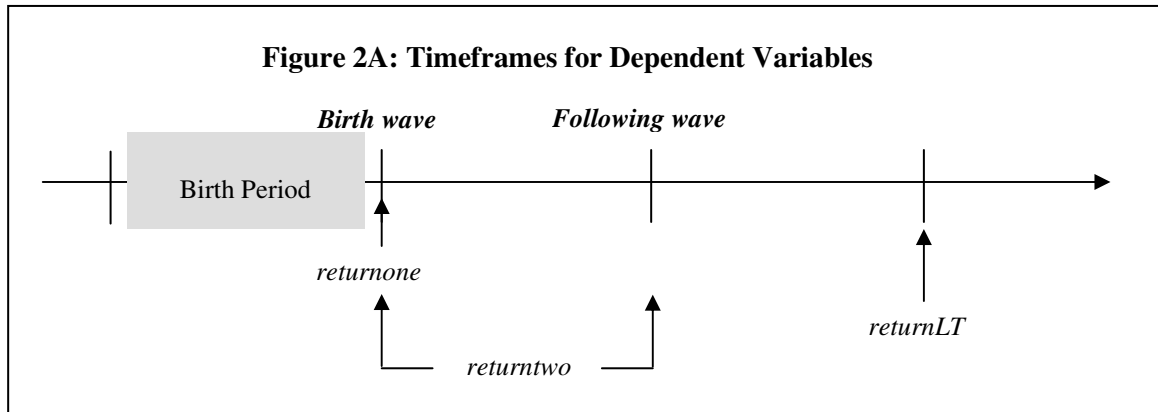 Figure 2A: Timeframes for Dependent Variables
Birth wave Following wave
Birth Period
returnone
returnLT
returntwo